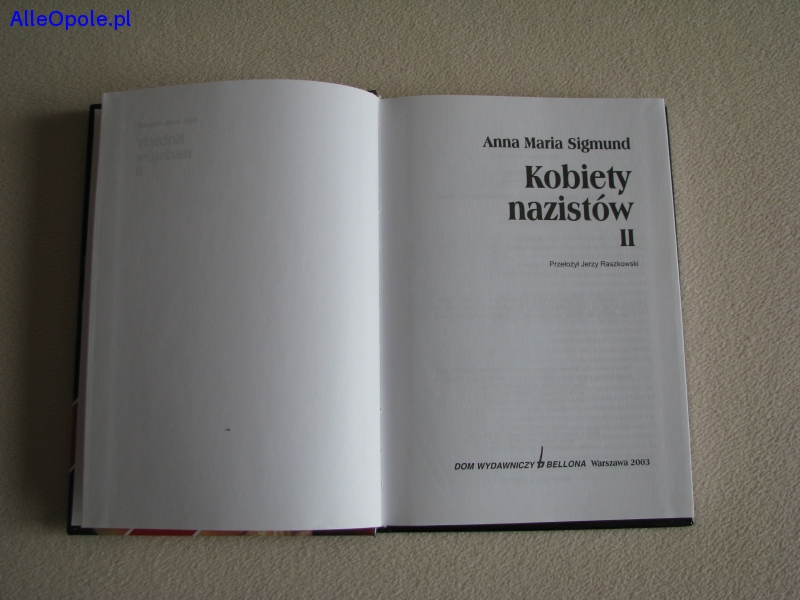 AlleOpole.pl
Anna Maria Sigmund
Kobiety
nazistów
II
Przełożył Jerzy Raszkowski
DOM WYDAWNICZY BELLONA Warszawa 2003